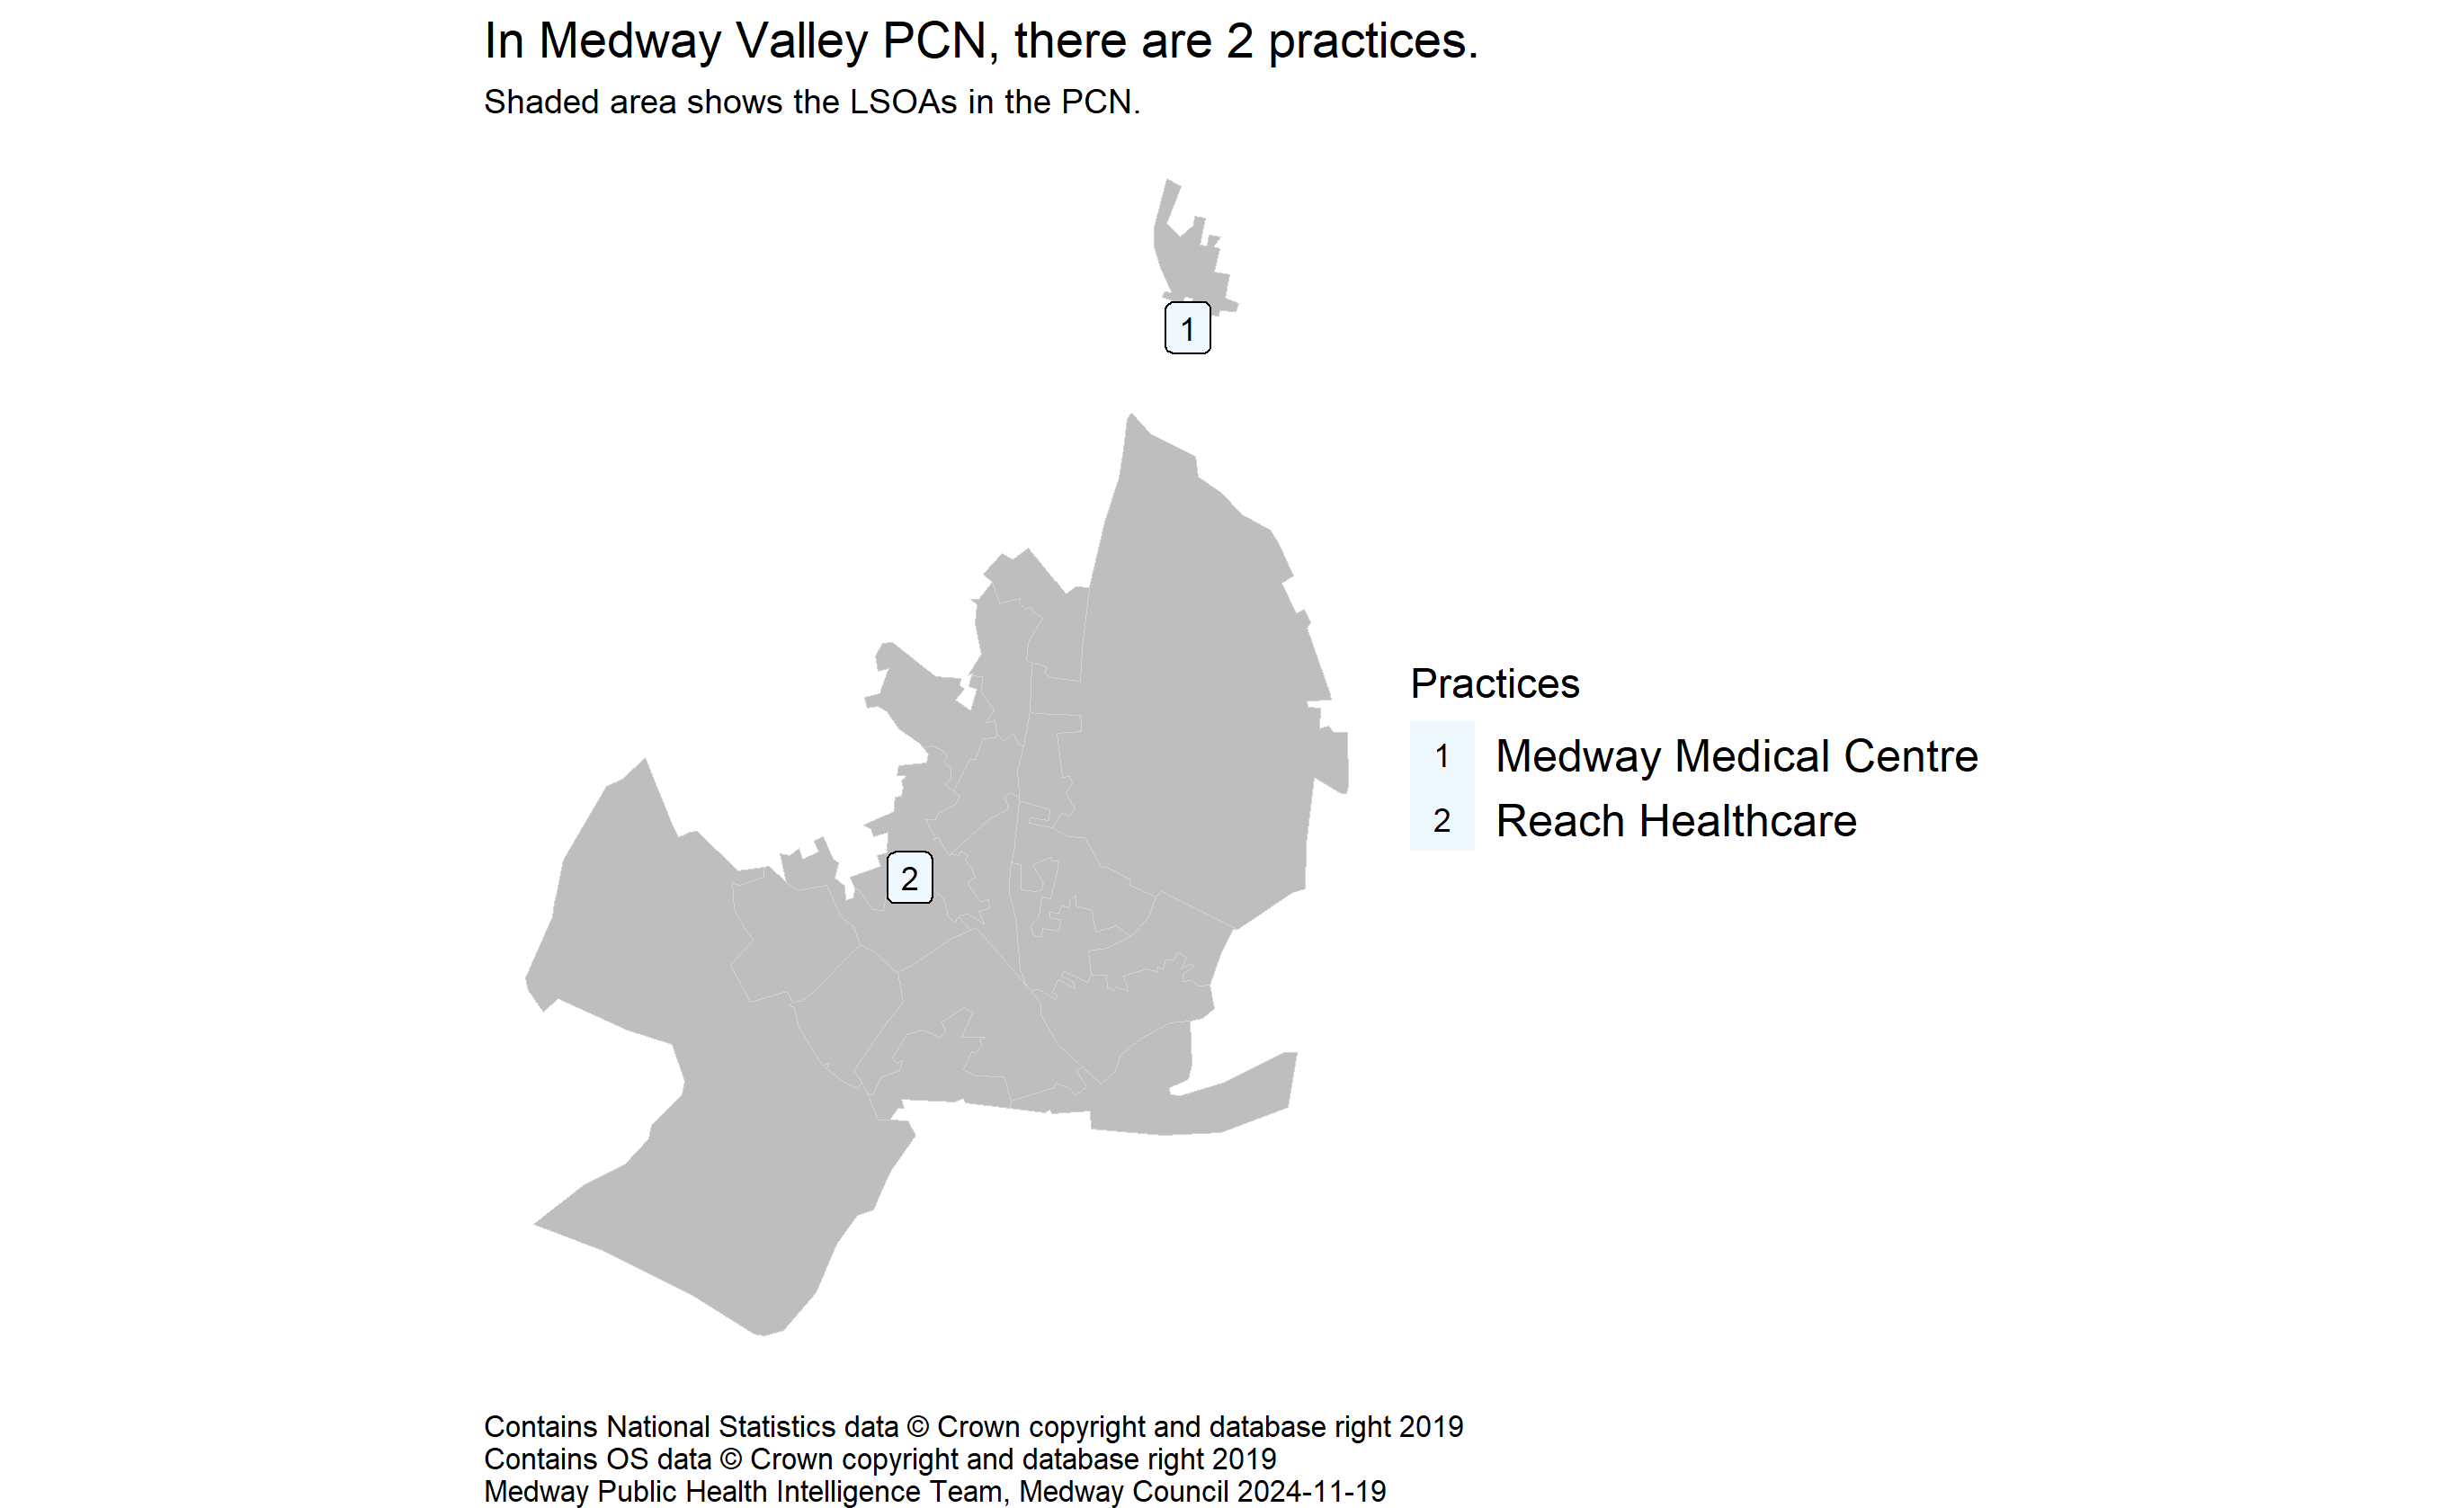 In Medway Valley PCN, there are 2 practices.
Shaded area shows the LSOAs in the PCN.
1
2
Practices
1 Medway Medical Centre
2 Reach Healthcare
Contains National Statistics data © Crown copyright and database right 2019
Contains OS data © Crown copyright and database right 2019
Medway Public Health Intelligence Team, Medway Council 2024-11-19